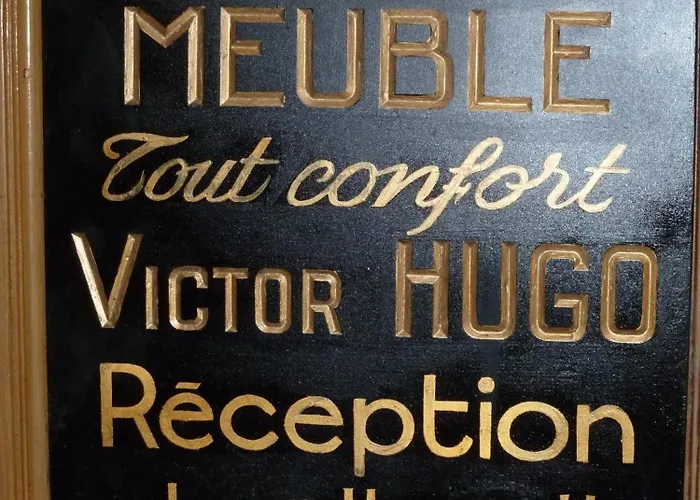 MEUBLE
Tout confort
VICTOR HUGO
Réception